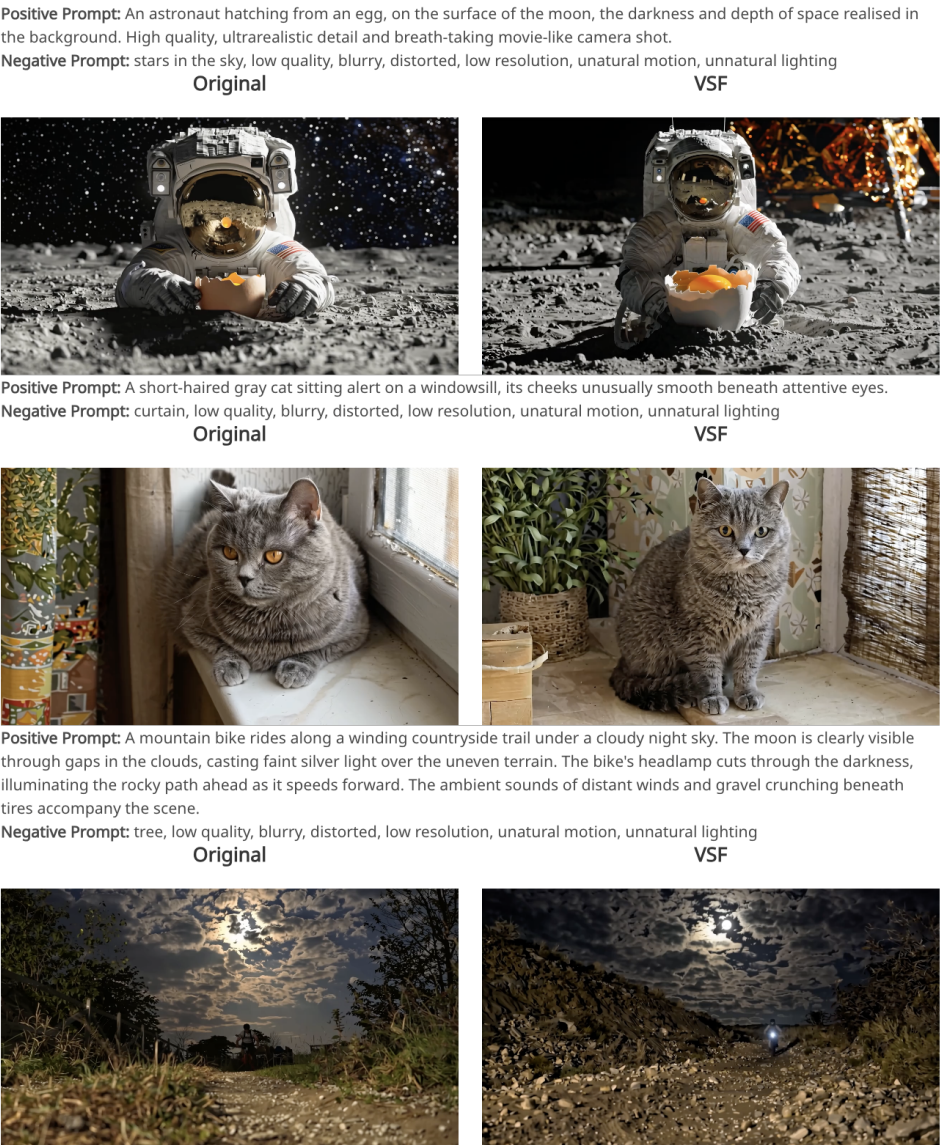 Positive Prompt: An astronaut hatching from an egg, on the surface of the moon, the darkness and depth of space realised in
the background. High quality, ultrarealistic detail and breath-taking movie-like camera shot.
Negative Prompt: stars in the sky, low quality, blurry, distorted, low resolution, unatural motion, unnatural lighting
Original VSF
Positive Prompt: A short-haired gray cat sitting alert on a windowsill, its cheeks unusually smooth beneath attentive eyes.
Negative Prompt: curtain, low quality, blurry, distorted, low resolution, unatural motion, unnatural lighting
Original VSF
Positive Prompt: A mountain bike rides along a winding countryside trail under a cloudy night sky. The moon is clearly visible
through gaps in the clouds, casting faint silver light over the uneven terrain. The bike's headlamp cuts through the darkness,
illuminating the rocky path ahead as it speeds forward. The ambient sounds of distant winds and gravel crunching beneath
tires accompany the scene.
Negative Prompt: tree, low quality, blurry, distorted, low resolution, unatural motion, unnatural lighting
Original VSF